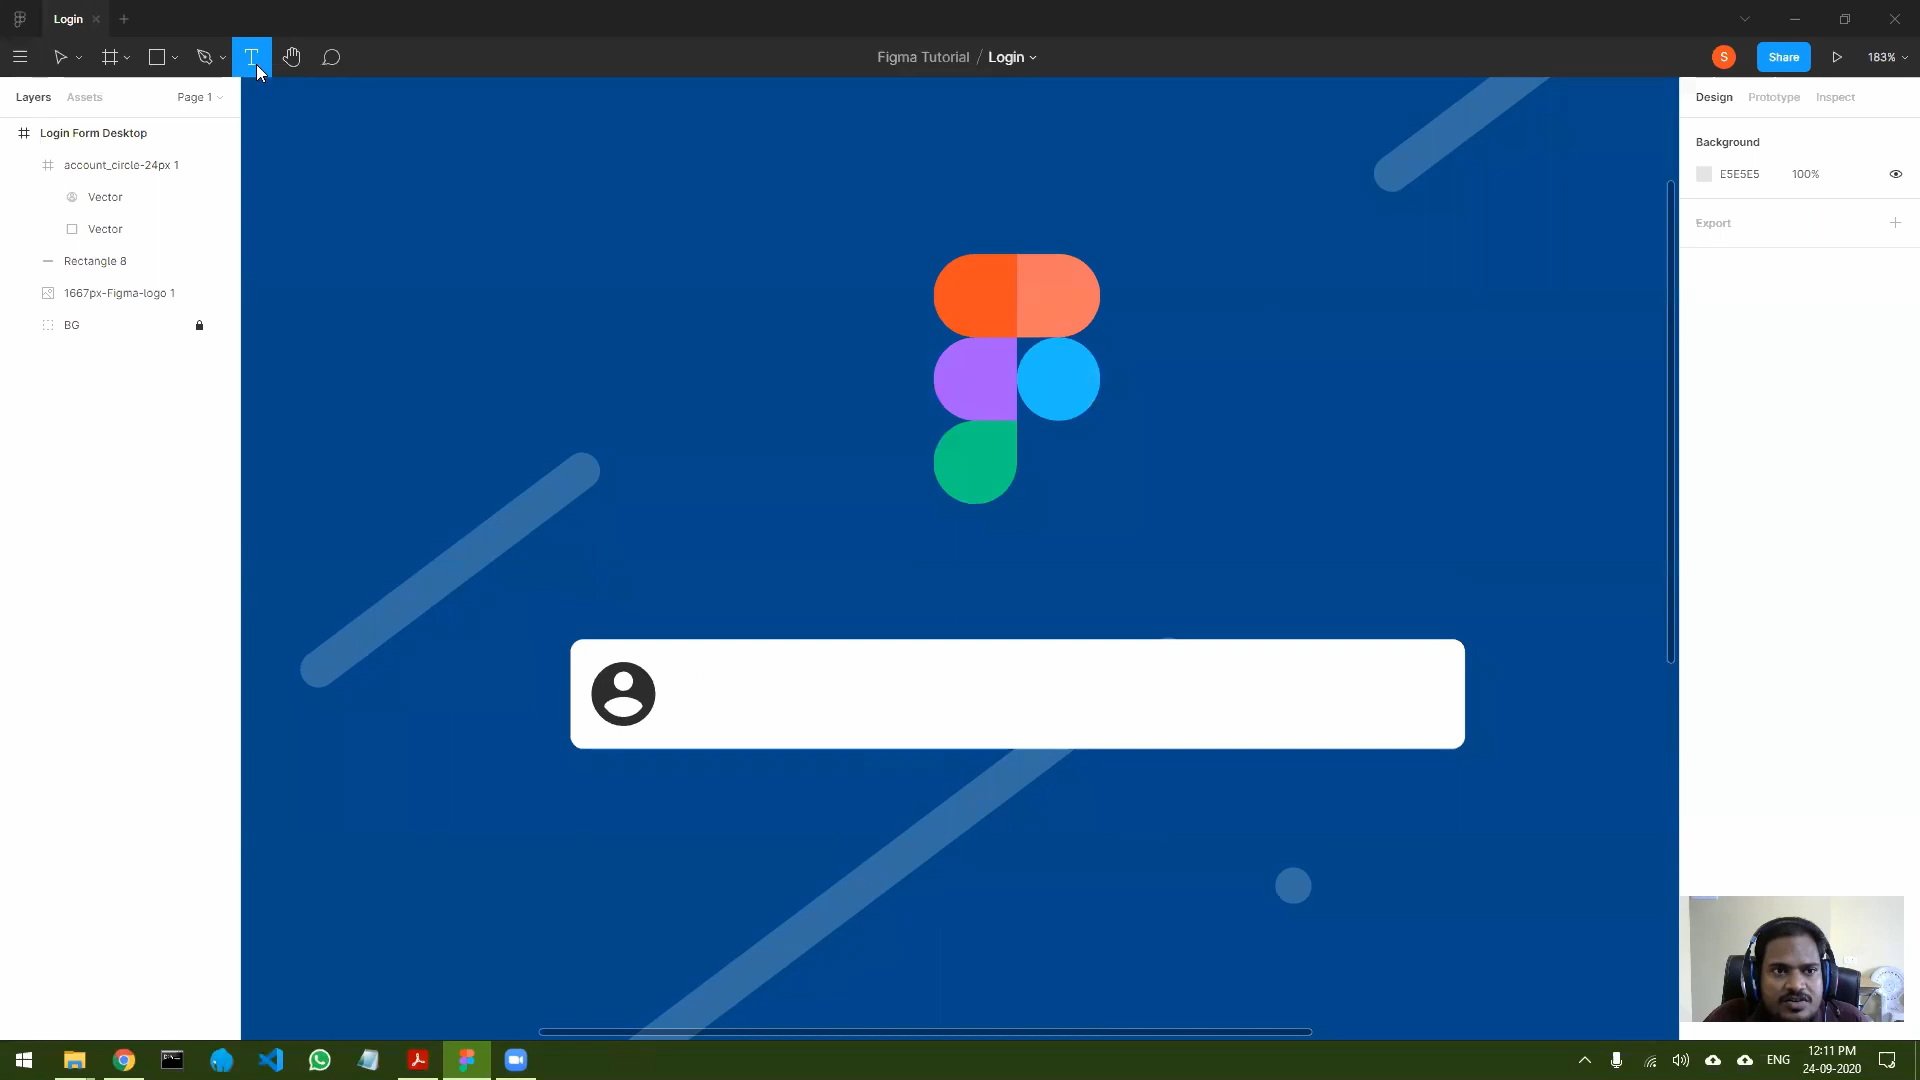 Login
Figma Tutorial / Login
S
Share
183%
Layers
Assets
Page 1
Login Form Desktop
account_circle-24px 1
Vector
Vector
Rectangle 8
1667px-Figma-logo 1
BG
Design
Prototype
Inspect
Background
E5E5E5
100%
Export
ENG
12:11 PM
24-09-2020